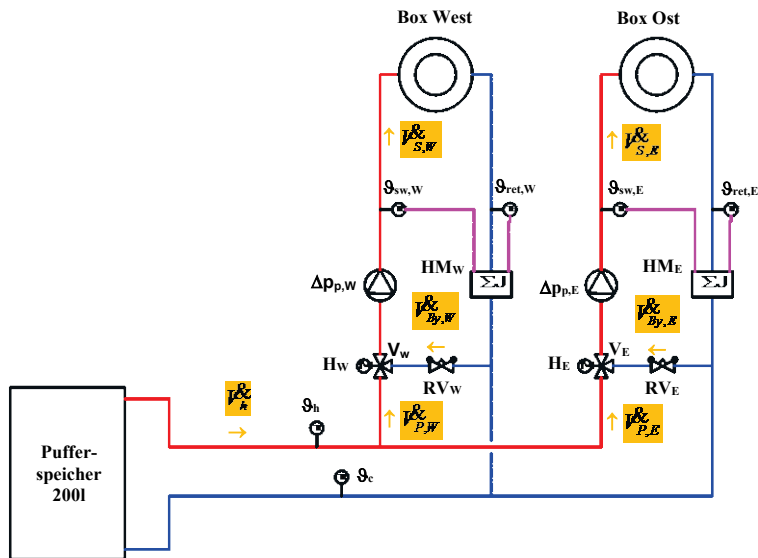 Box West
Box Ost
V&
S,W
V&
S,E
ϑsw,W
ϑret,W
ϑsw,E
ϑret,E
HMW
HME
Δpp,W
ΣJ
Δpp,E
ΣJ
V&
By,W
V&
By,E
Vw
VE
HW
HE
RVW
RVE
V&
h
V&
P,W
V&
P,E
ϑh
ϑc
Puffer-
speicher
200l